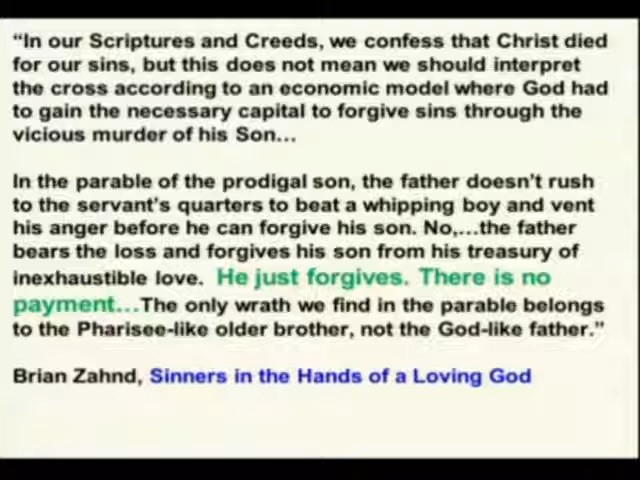 “In our Scriptures and Creeds, we confess that Christ died
for our sins, but this does not mean we should interpret
the cross according to an economic model where God had
to gain the necessary capital to forgive sins through the
vicious murder of his Son…
In the parable of the prodigal son, the father doesn’t rush
to the servant’s quarters to beat a whipping boy and vent
his anger before he can forgive his son. No,…the father
bears the loss and forgives his son from his treasury of
inexhaustible love. He just forgives. There is no
payment…The only wrath we find in the parable belongs
to the Pharisee-like older brother, not the God-like father.”
Brian Zahnd, Sinners in the Hands of a Loving God